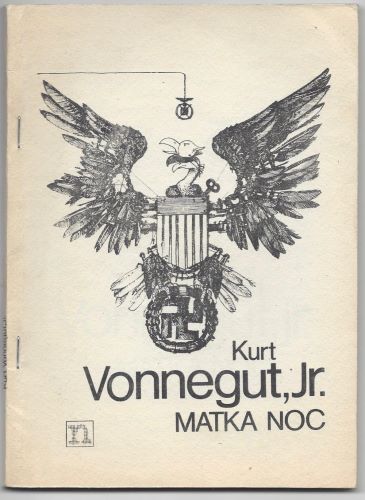 Kurt
Vonnegut, Jr.
MATKA NOC
n